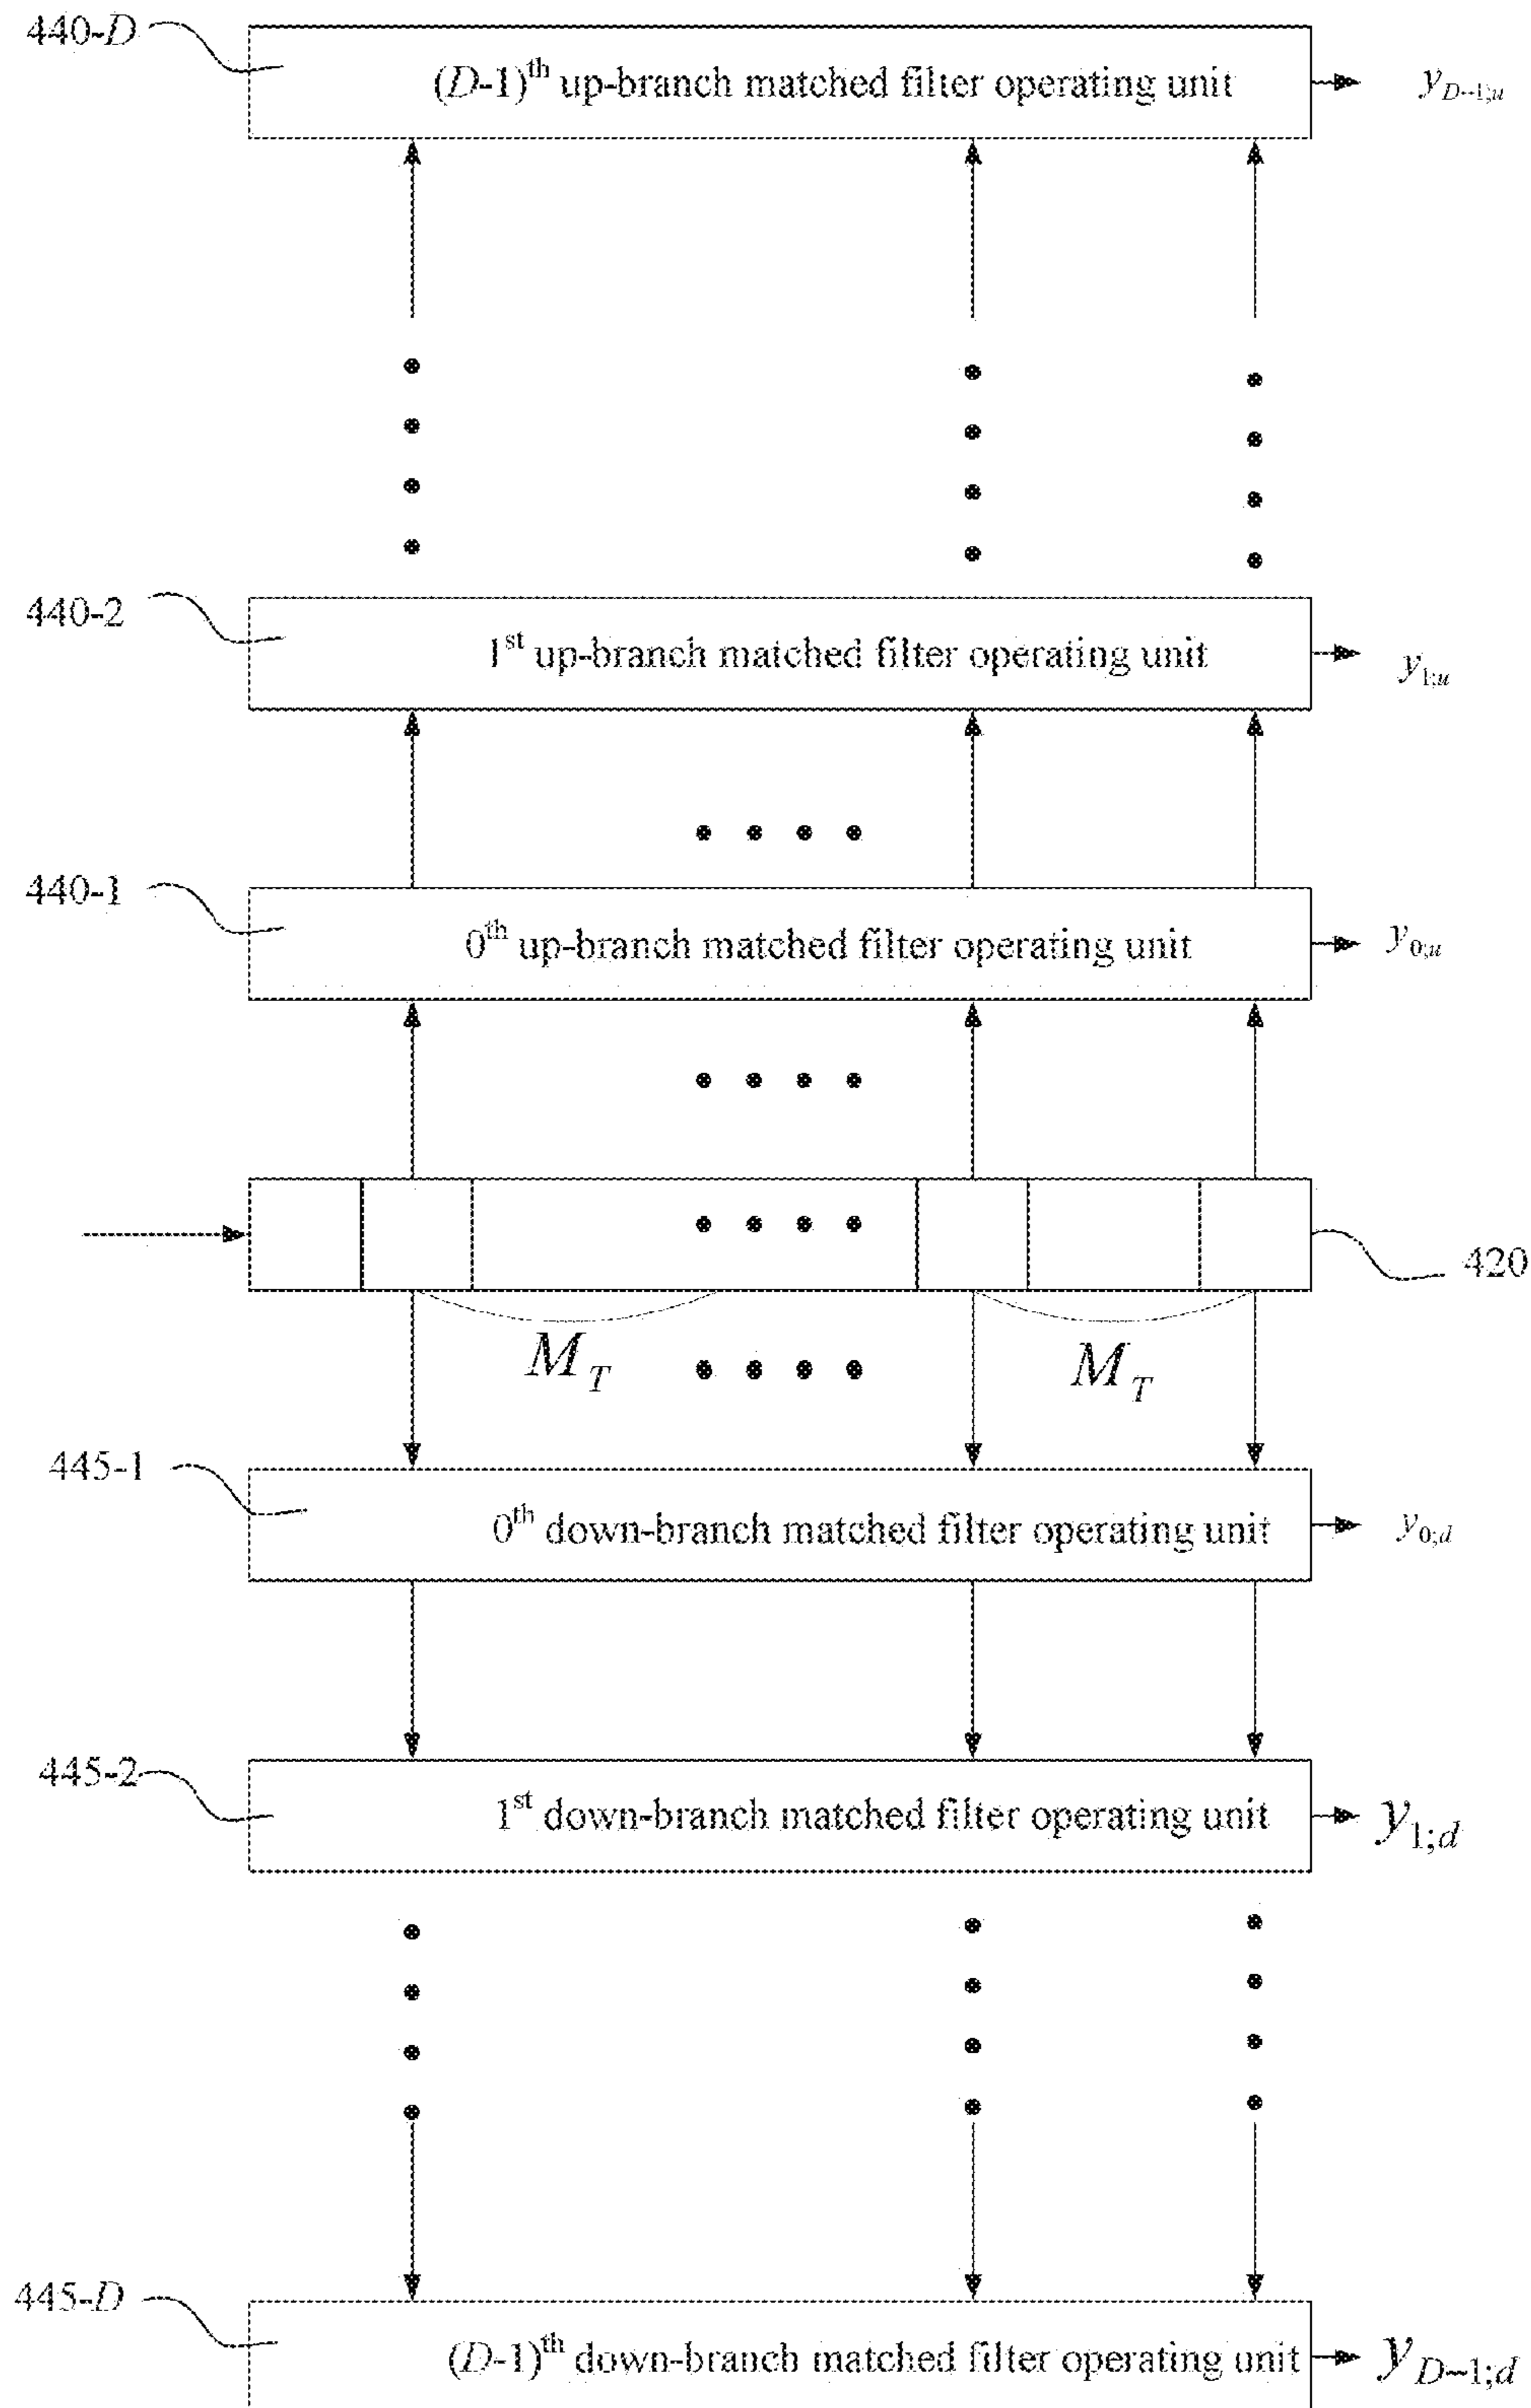 440-D
(D-1)th up-branch matched filter operating unit
yD-1;u
440-2
1st up-branch matched filter operating unit
y1;u
440-1
0th up-branch matched filter operating unit
y0;u
420
MT
MT
445-1
0th down-branch matched filter operating unit
y0;d
445-2
1st down-branch matched filter operating unit
y1;d
445-D
(D-1)th down-branch matched filter operating unit
yD-1;d